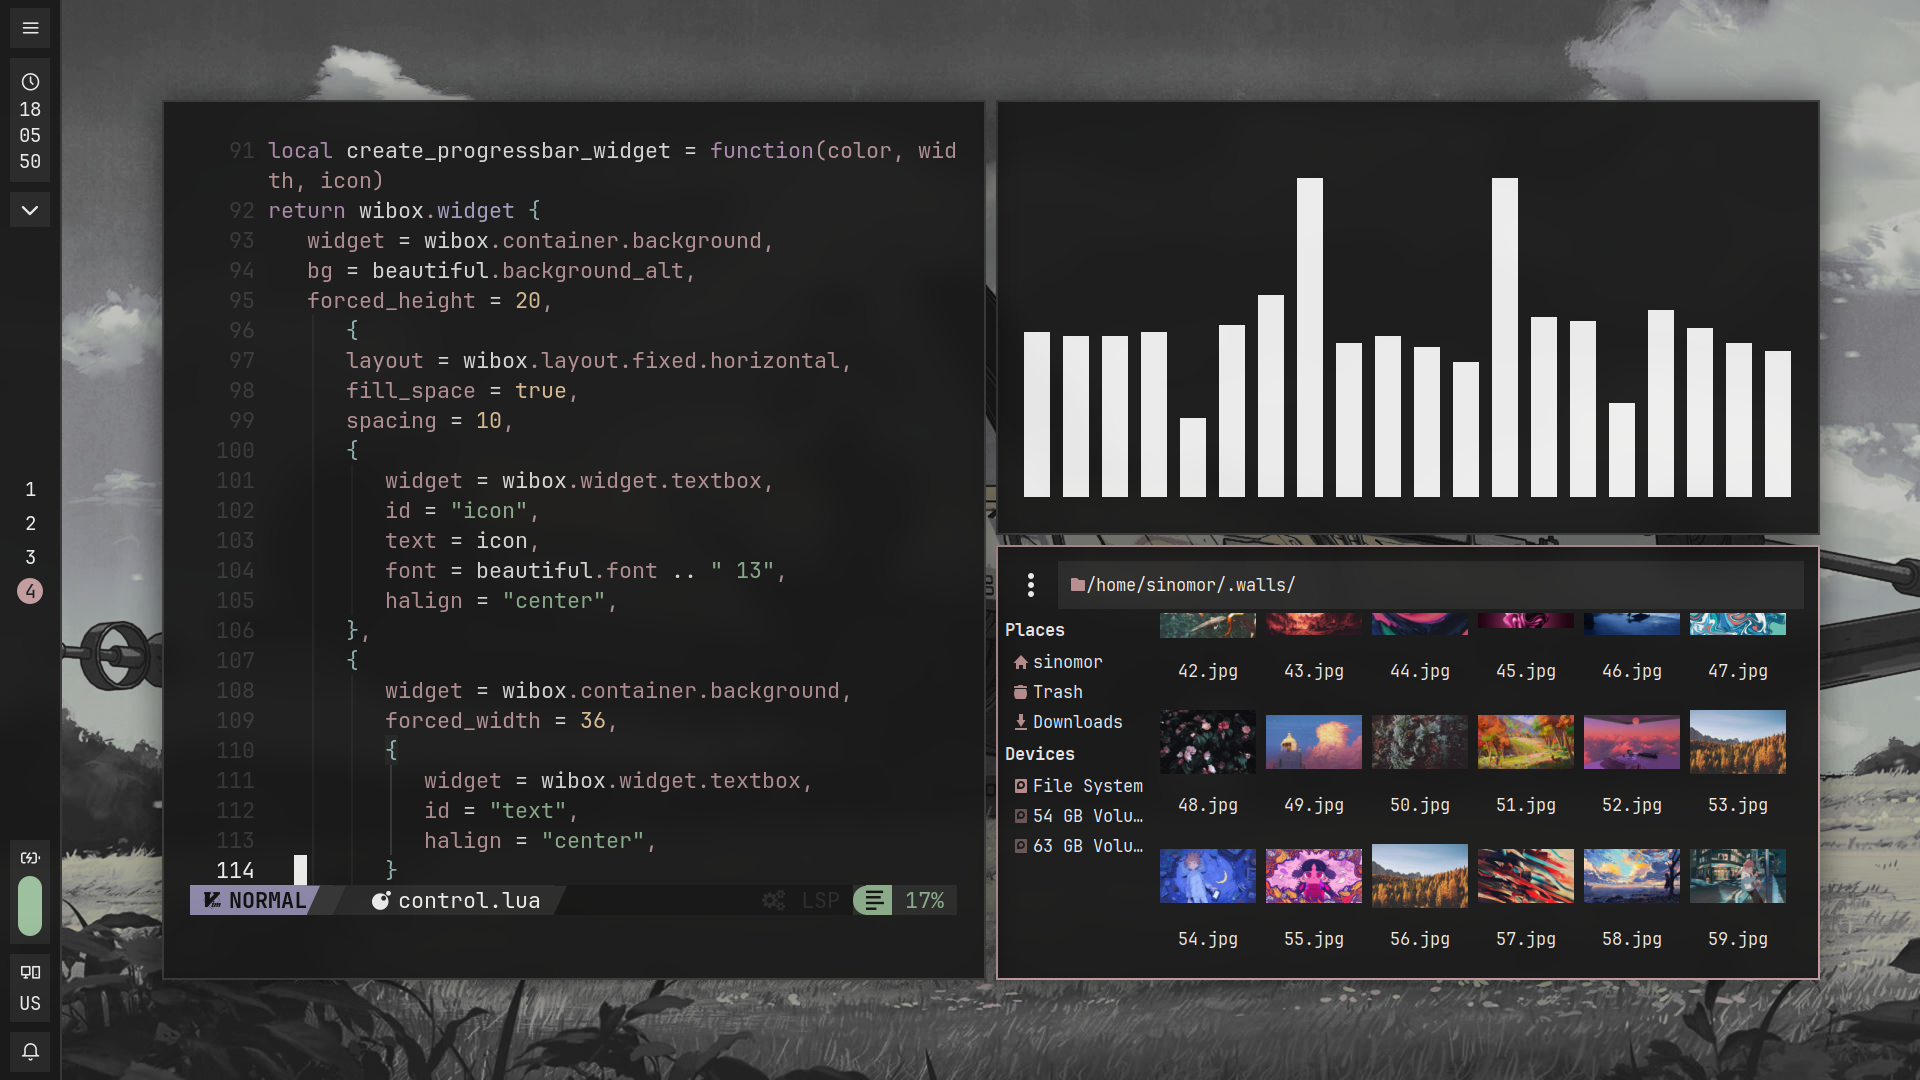 18
05
50
1
2
3
4
US
91 local create_progressbar_widget = function(color, wid
th, icon)
92 return wibox.widget {
93 widget = wibox.container.background,
94 bg = beautiful.background_alt,
95 forced_height = 20,
96 {
97 layout = wibox.layout.fixed.horizontal,
98 fill_space = true,
99 spacing = 10,
100 {
101 widget = wibox.widget.textbox,
102 id = "icon",
103 text = icon,
104 font = beautiful.font .. " 13",
105 halign = "center",
106 },
107 {
108 widget = wibox.container.background,
109 forced_width = 36,
110 {
111 widget = wibox.widget.textbox,
112 id = "text",
113 halign = "center",
114 }
NORMAL control.lua LSP 17%
/home/sinomor/.walls/
Places
sinomor
Trash
Downloads
Devices
File System
54 GB Volu…
63 GB Volu…
42.jpg 43.jpg 44.jpg 45.jpg 46.jpg 47.jpg
48.jpg 49.jpg 50.jpg 51.jpg 52.jpg 53.jpg
54.jpg 55.jpg 56.jpg 57.jpg 58.jpg 59.jpg